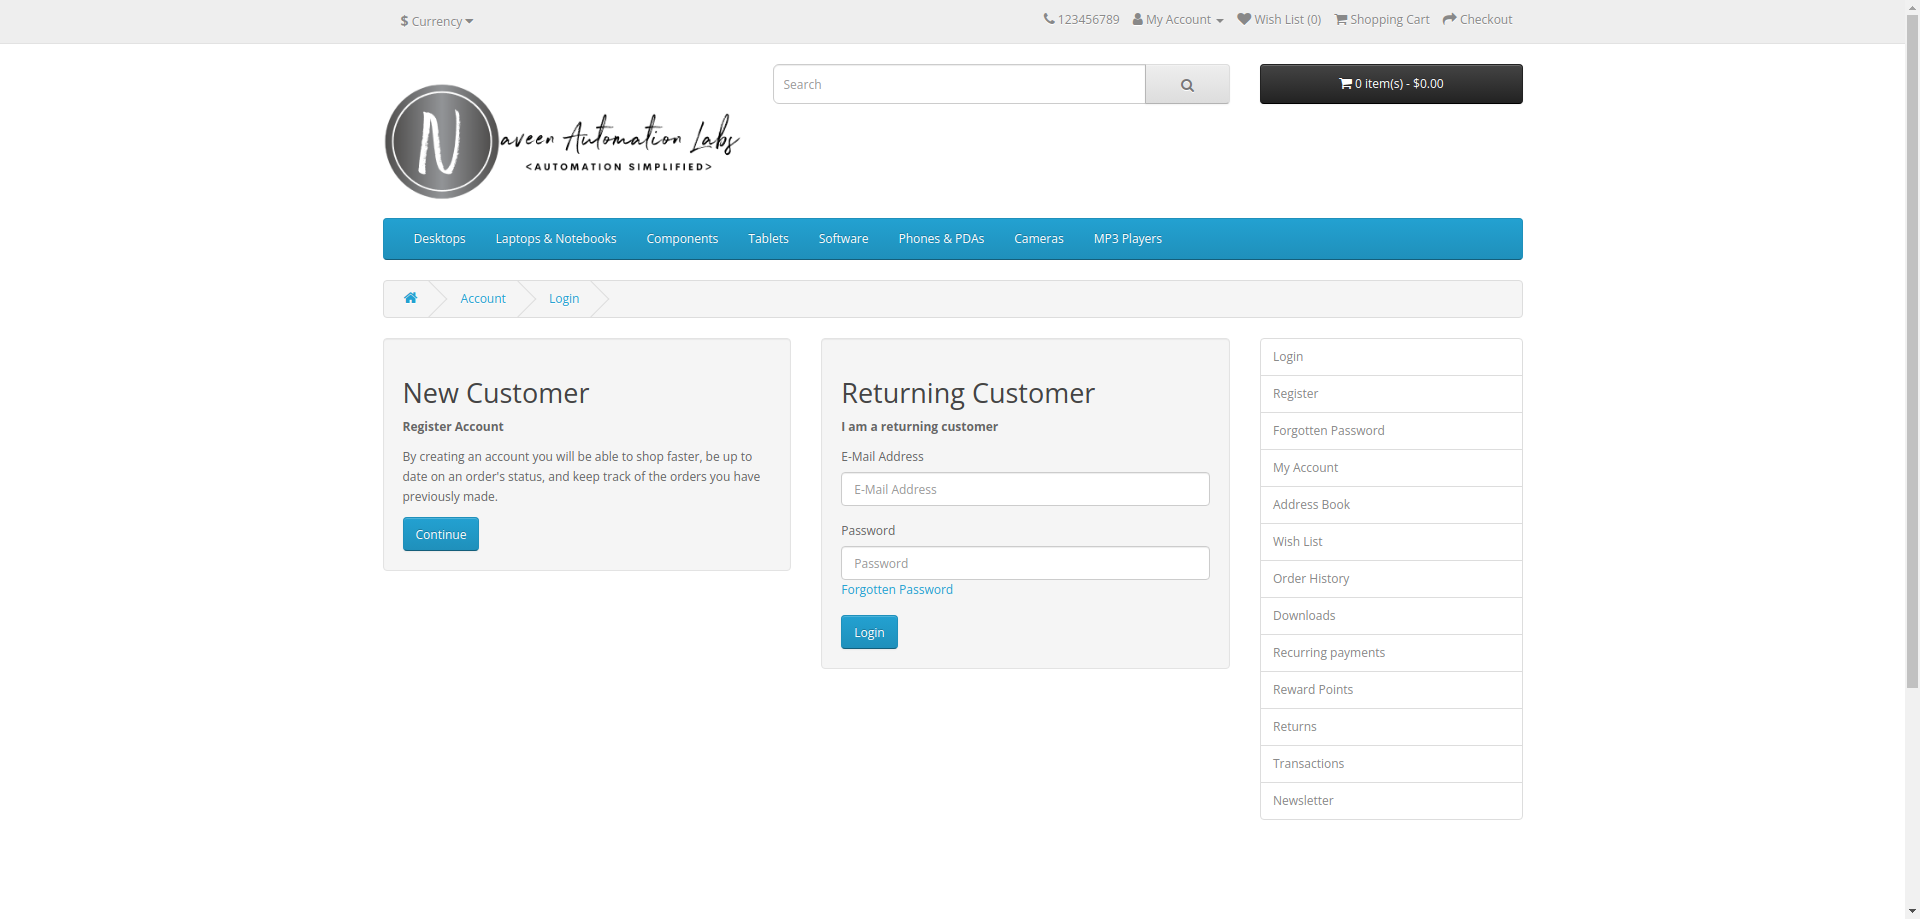 $ Currency
123456789 My Account Wish List (0) Shopping Cart Checkout
Search
0 item(s) - $0.00
Naveen Automation Labs
<AUTOMATION SIMPLIFIED>
Desktops Laptops & Notebooks Components Tablets Software Phones & PDAs Cameras MP3 Players
Account Login
New Customer
Register Account
By creating an account you will be able to shop faster, be up to
date on an order's status, and keep track of the orders you have
previously made.
Continue
Returning Customer
I am a returning customer
E-Mail Address
E-Mail Address
Password
Password
Forgotten Password
Login
Login
Register
Forgotten Password
My Account
Address Book
Wish List
Order History
Downloads
Recurring payments
Reward Points
Returns
Transactions
Newsletter